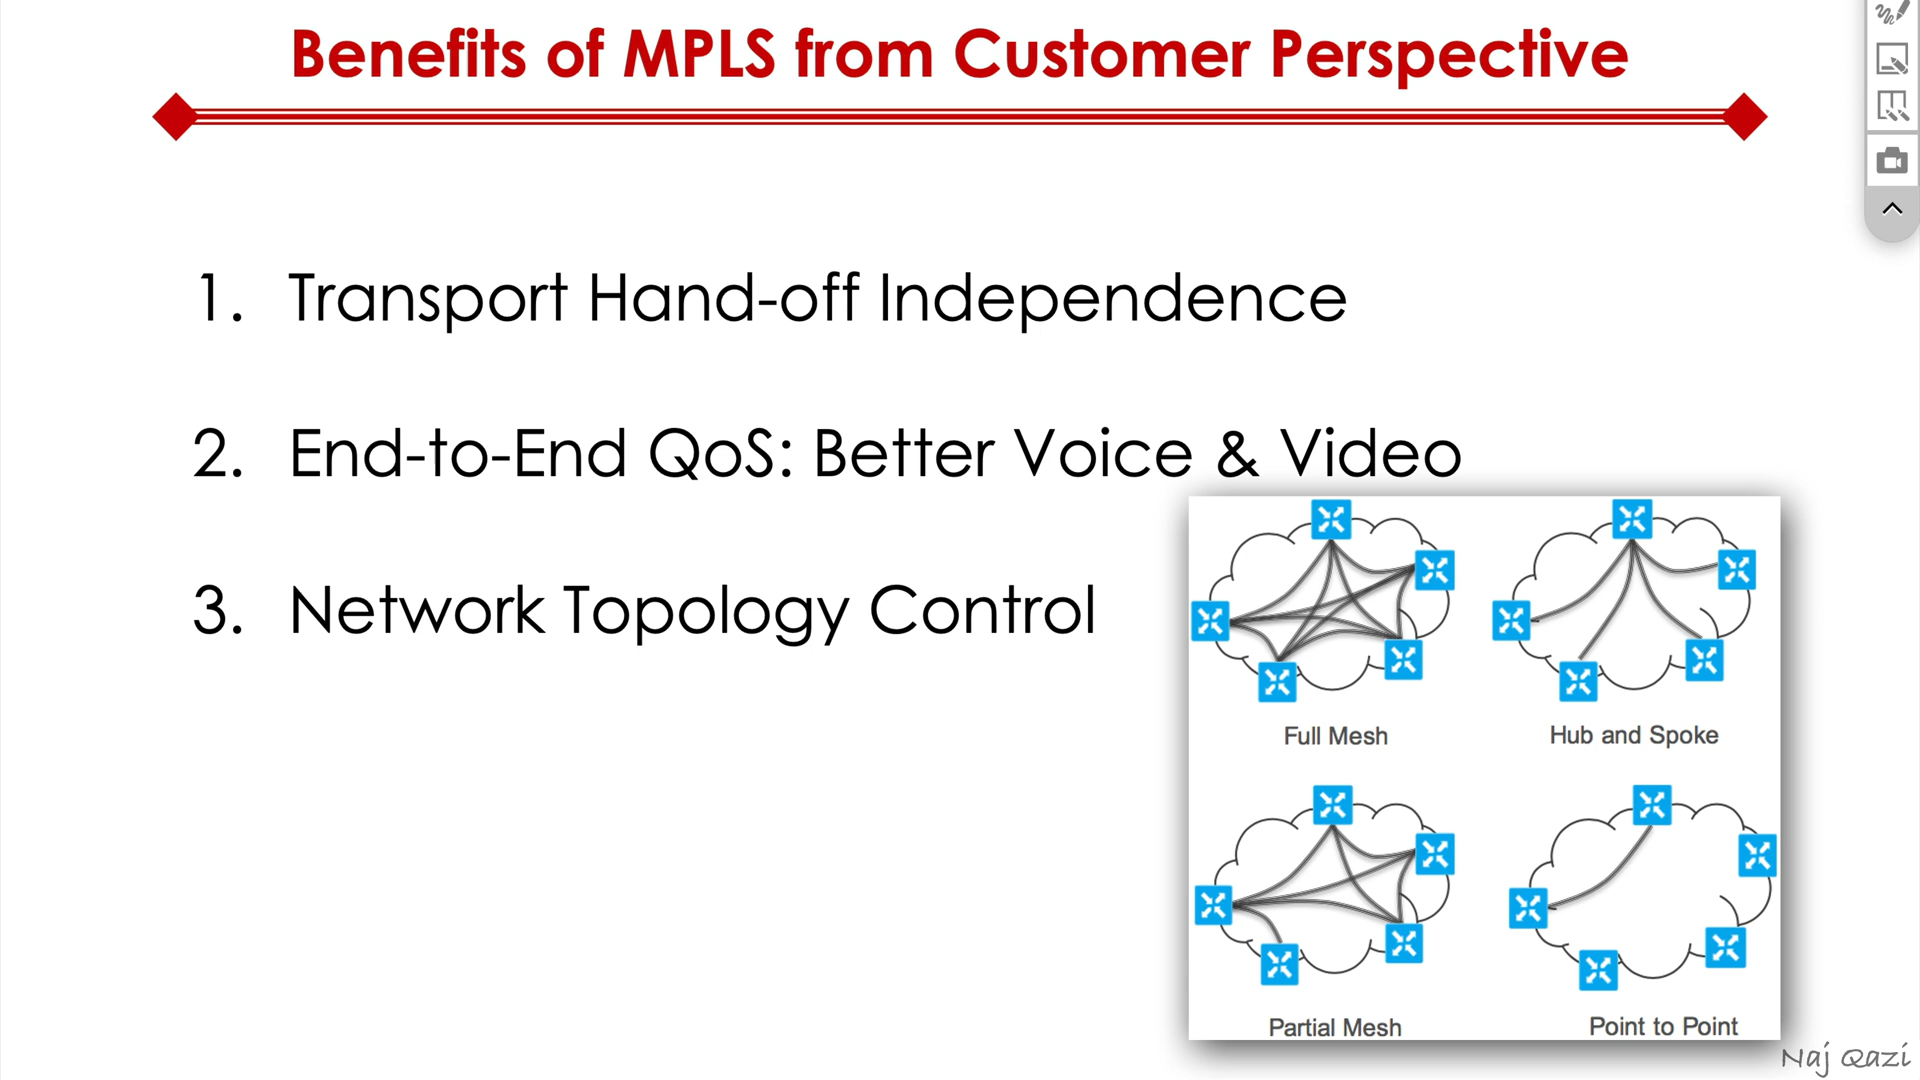 Benefits of MPLS from Customer Perspective
1. Transport Hand-off Independence
2. End-to-End QoS: Better Voice & Video
3. Network Topology Control
Full Mesh
Hub and Spoke
Partial Mesh
Point to Point
Naj Qazi